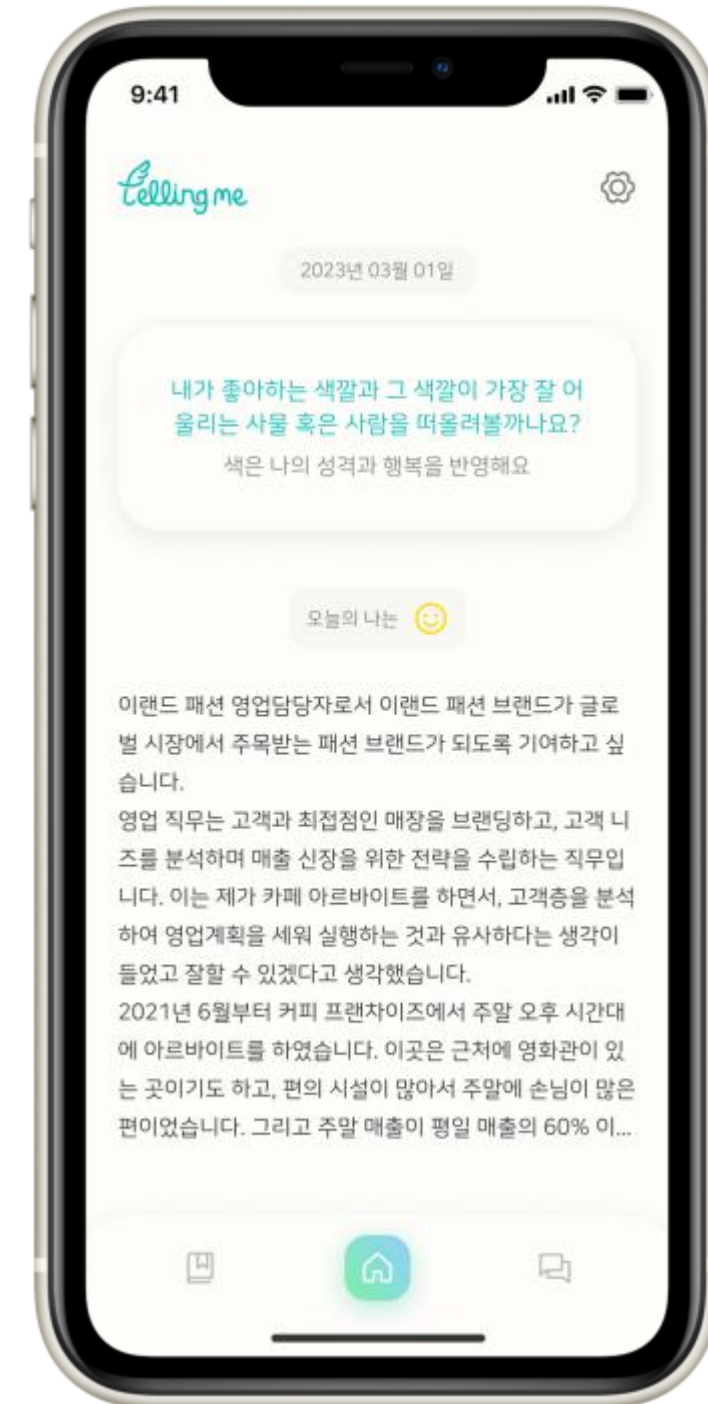 9:41
tellingme
2023년 03월 01일
내가 좋아하는 색깔과 그 색깔이 가장 잘 어
울리는 사물 혹은 사람을 떠올려볼까나요?
색은 나의 성격과 행복을 반영해요
오늘의 나는
이랜드 패션 영업담당자로서 이랜드 패션 브랜드가 글로
벌 시장에서 주목받는 패션 브랜드가 되도록 기여하고 싶
습니다.
영업 직무는 고객과 최접점인 매장을 브랜딩하고, 고객 니
즈를 분석하며 매출 신장을 위한 전략을 수립하는 직무입
니다. 이는 제가 카페 아르바이트를 하면서, 고객층을 분석
하여 영업계획을 세워 실행하는 것과 유사하다는 생각이
들었고 잘할 수 있겠다고 생각했습니다.
2021년 6월부터 커피 프랜차이즈에서 주말 오후 시간대
에 아르바이트를 하였습니다. 이곳은 근처에 영화관이 있
는 곳이기도 하고, 편의 시설이 많아서 주말에 손님이 많은
편이었습니다. 그리고 주말 매출이 평일 매출의 60% 이...